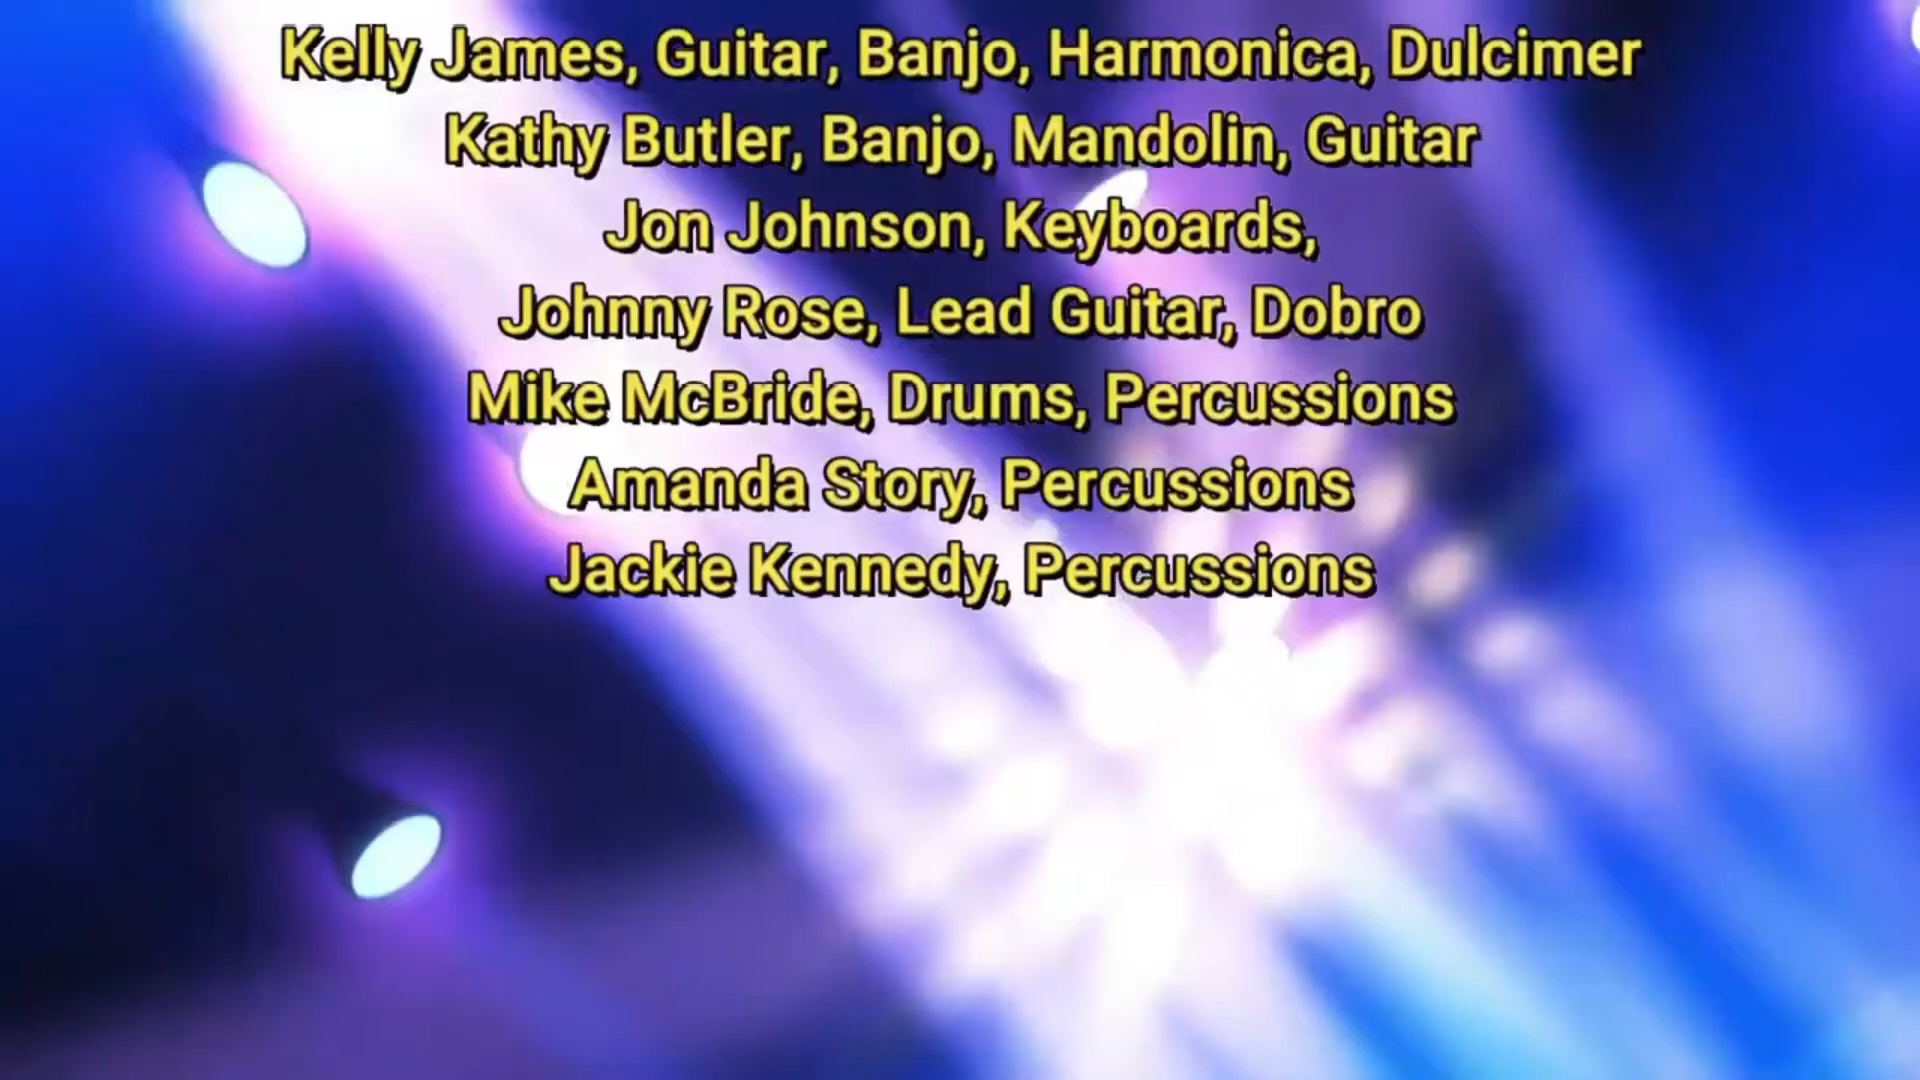 Kelly James, Guitar, Banjo, Harmonica, Dulcimer
Kathy Butler, Banjo, Mandolin, Guitar
Jon Johnson, Keyboards,
Johnny Rose, Lead Guitar, Dobro
Mike McBride, Drums, Percussions
Amanda Story, Percussions
Jackie Kennedy, Percussions